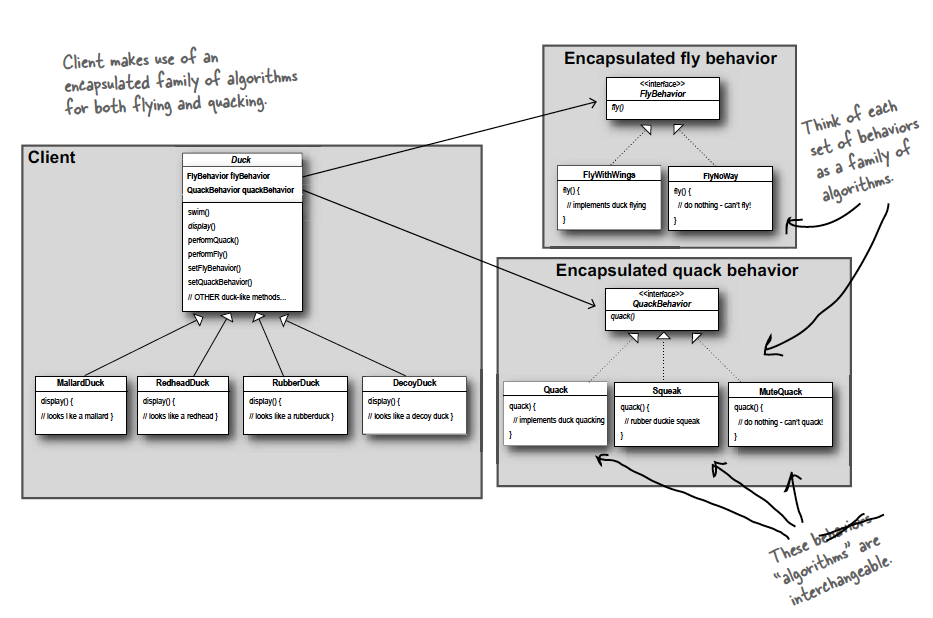 Client makes use of an
encapsulated family of algorithms
for both flying and quacking.
Client
Duck
FlyBehavior flyBehavior
QuackBehavior quackBehavior
swim()
display()
performQuack()
performFly()
setFlyBehavior()
setQuackBehavior()
// OTHER duck-like methods...
MallardDuck
display() {
// looks like a mallard }
RedheadDuck
display() {
// looks like a redhead }
RubberDuck
display() {
// looks like a rubberduck }
DecoyDuck
display() {
// looks like a decoy duck }
Encapsulated fly behavior
<<interface>>
FlyBehavior
fly()
FlyWithWings
fly() {
// implements duck flying
}
FlyNoWay
fly() {
// do nothing - can't fly!
}
Think of each
set of behaviors
as a family of
algorithms.
Encapsulated quack behavior
<<interface>>
QuackBehavior
quack()
Quack
quack) {
// implements duck quacking
}
Squeak
quack() {
// rubber duckie squeak
}
MuteQuack
quack() {
// do nothing - can't quack!
}
These behaviors
“algorithms” are
interchangeable.